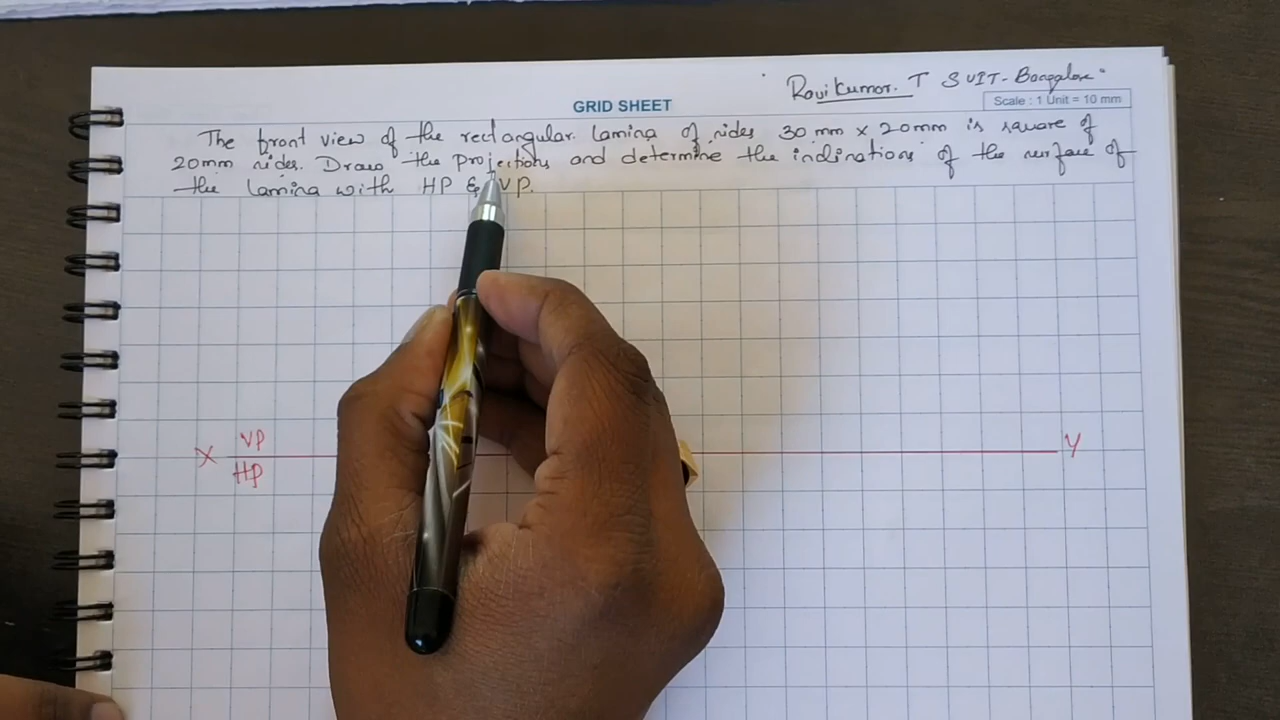 " Ravikumar. T SVIT-Bangalore"
GRID SHEET
Scale : 1 Unit = 10 mm
The front view of the rectangular lamina of sides 30 mm x 20mm is square of
20mm sides. Draw the projections and determine the inclinations of the surface of
the lamina with HP & VP.
X VP Y
HP